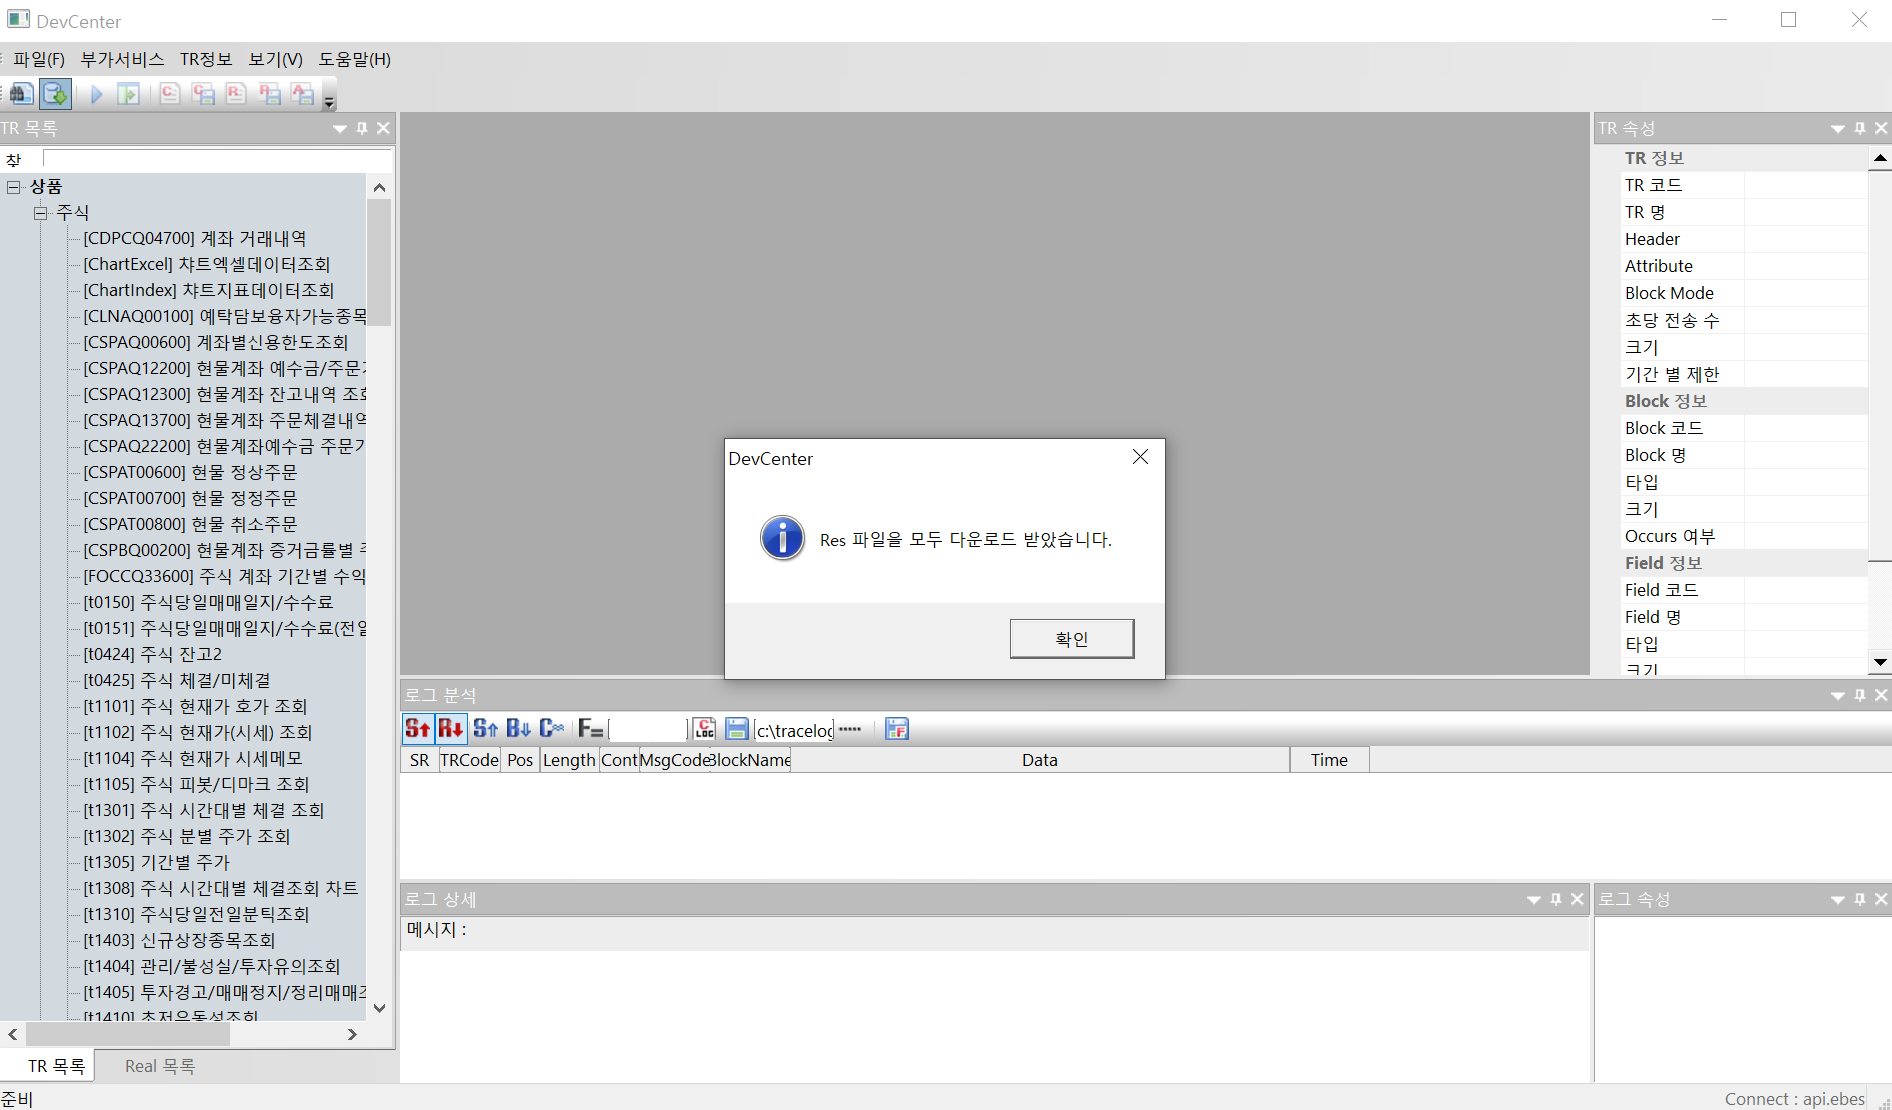 DevCenter
파일(F) 부가서비스 TR정보 보기(V) 도움말(H)
TR 목록
찾
상품
주식
[CDPCQ04700] 계좌 거래내역
[ChartExcel] 챠트엑셀데이터조회
[ChartIndex] 챠트지표데이터조회
[CLNAQ00100] 예탁담보융자가능종목
[CSPAQ00600] 계좌별신용한도조회
[CSPAQ12200] 현물계좌 예수금/주문가
[CSPAQ12300] 현물계좌 잔고내역 조회
[CSPAQ13700] 현물계좌 주문체결내역
[CSPAQ22200] 현물계좌예수금 주문가
[CSPAT00600] 현물 정상주문
[CSPAT00700] 현물 정정주문
[CSPAT00800] 현물 취소주문
[CSPBQ00200] 현물계좌 증거금률별 주
[FOCCQ33600] 주식 계좌 기간별 수익
[t0150] 주식당일매매일지/수수료
[t0151] 주식당일매매일지/수수료(전일
[t0424] 주식 잔고2
[t0425] 주식 체결/미체결
[t1101] 주식 현재가 호가 조회
[t1102] 주식 현재가(시세) 조회
[t1104] 주식 현재가 시세메모
[t1105] 주식 피봇/디마크 조회
[t1301] 주식 시간대별 체결 조회
[t1302] 주식 분별 주가 조회
[t1305] 기간별 주가
[t1308] 주식 시간대별 체결조회 차트
[t1310] 주식당일전일분틱조회
[t1403] 신규상장종목조회
[t1404] 관리/불성실/투자유의조회
[t1405] 투자경고/매매정지/정리매매조
[t1410] 초저유동성조회
TR 목록 Real 목록
DevCenter
Res 파일을 모두 다운로드 받았습니다.
확인
TR 속성
TR 정보
TR 코드
TR 명
Header
Attribute
Block Mode
초당 전송 수
크기
기간 별 제한
Block 정보
Block 코드
Block 명
타입
크기
Occurs 여부
Field 정보
Field 코드
Field 명
타입
크기
로그 분석
S R S B C F= C LOG c:\tracelog F
SR TRCode Pos Length Cont MsgCode BlockName Data Time
로그 상세
메시지 :
로그 속성
준비
Connect : api.ebes